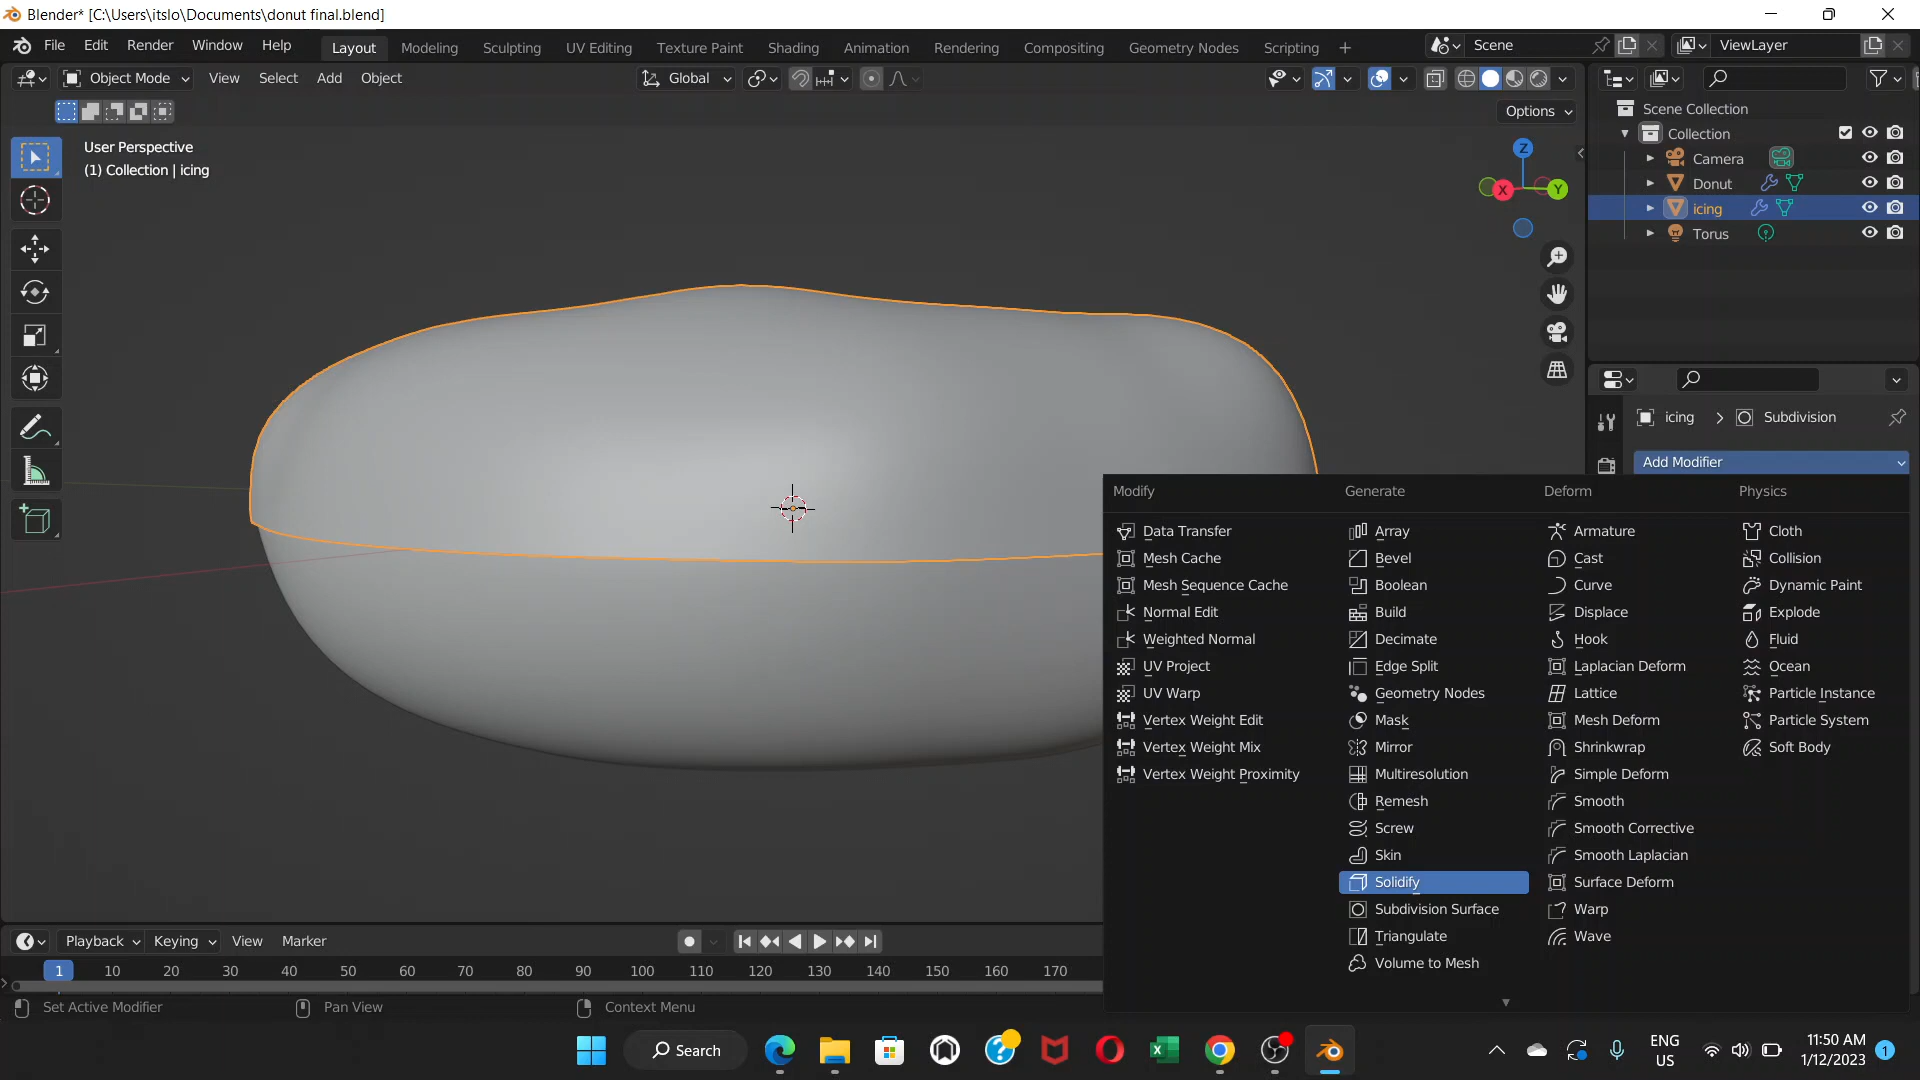 Blender* [C:\Users\itslo\Documents\donut final.blend]
File Edit Render Window Help Layout Modeling Sculpting UV Editing Texture Paint Shading Animation Rendering Compositing Geometry Nodes Scripting + Scene ViewLayer
Object Mode View Select Add Object Global
Options
User Perspective
(1) Collection | icing
Z
X
Y
Scene Collection
Collection
Camera
Donut
icing
Torus
icing > Subdivision
Add Modifier
Modify Generate Deform Physics
Data Transfer Array Armature Cloth
Mesh Cache Bevel Cast Collision
Mesh Sequence Cache Boolean Curve Dynamic Paint
Normal Edit Build Displace Explode
Weighted Normal Decimate Hook Fluid
UV Project Edge Split Laplacian Deform Ocean
UV Warp Geometry Nodes Lattice Particle Instance
Vertex Weight Edit Mask Mesh Deform Particle System
Vertex Weight Mix Mirror Shrinkwrap Soft Body
Vertex Weight Proximity Multiresolution Simple Deform
Remesh Smooth
Screw Smooth Corrective
Skin Smooth Laplacian
Solidify Surface Deform
Subdivision Surface Warp
Triangulate Wave
Volume to Mesh
Playback Keying View Marker
1 10 20 30 40 50 60 70 80 90 100 110 120 130 140 150 160 170
Set Active Modifier Pan View Context Menu
Search
ENG
US
11:50 AM
1/12/2023
1